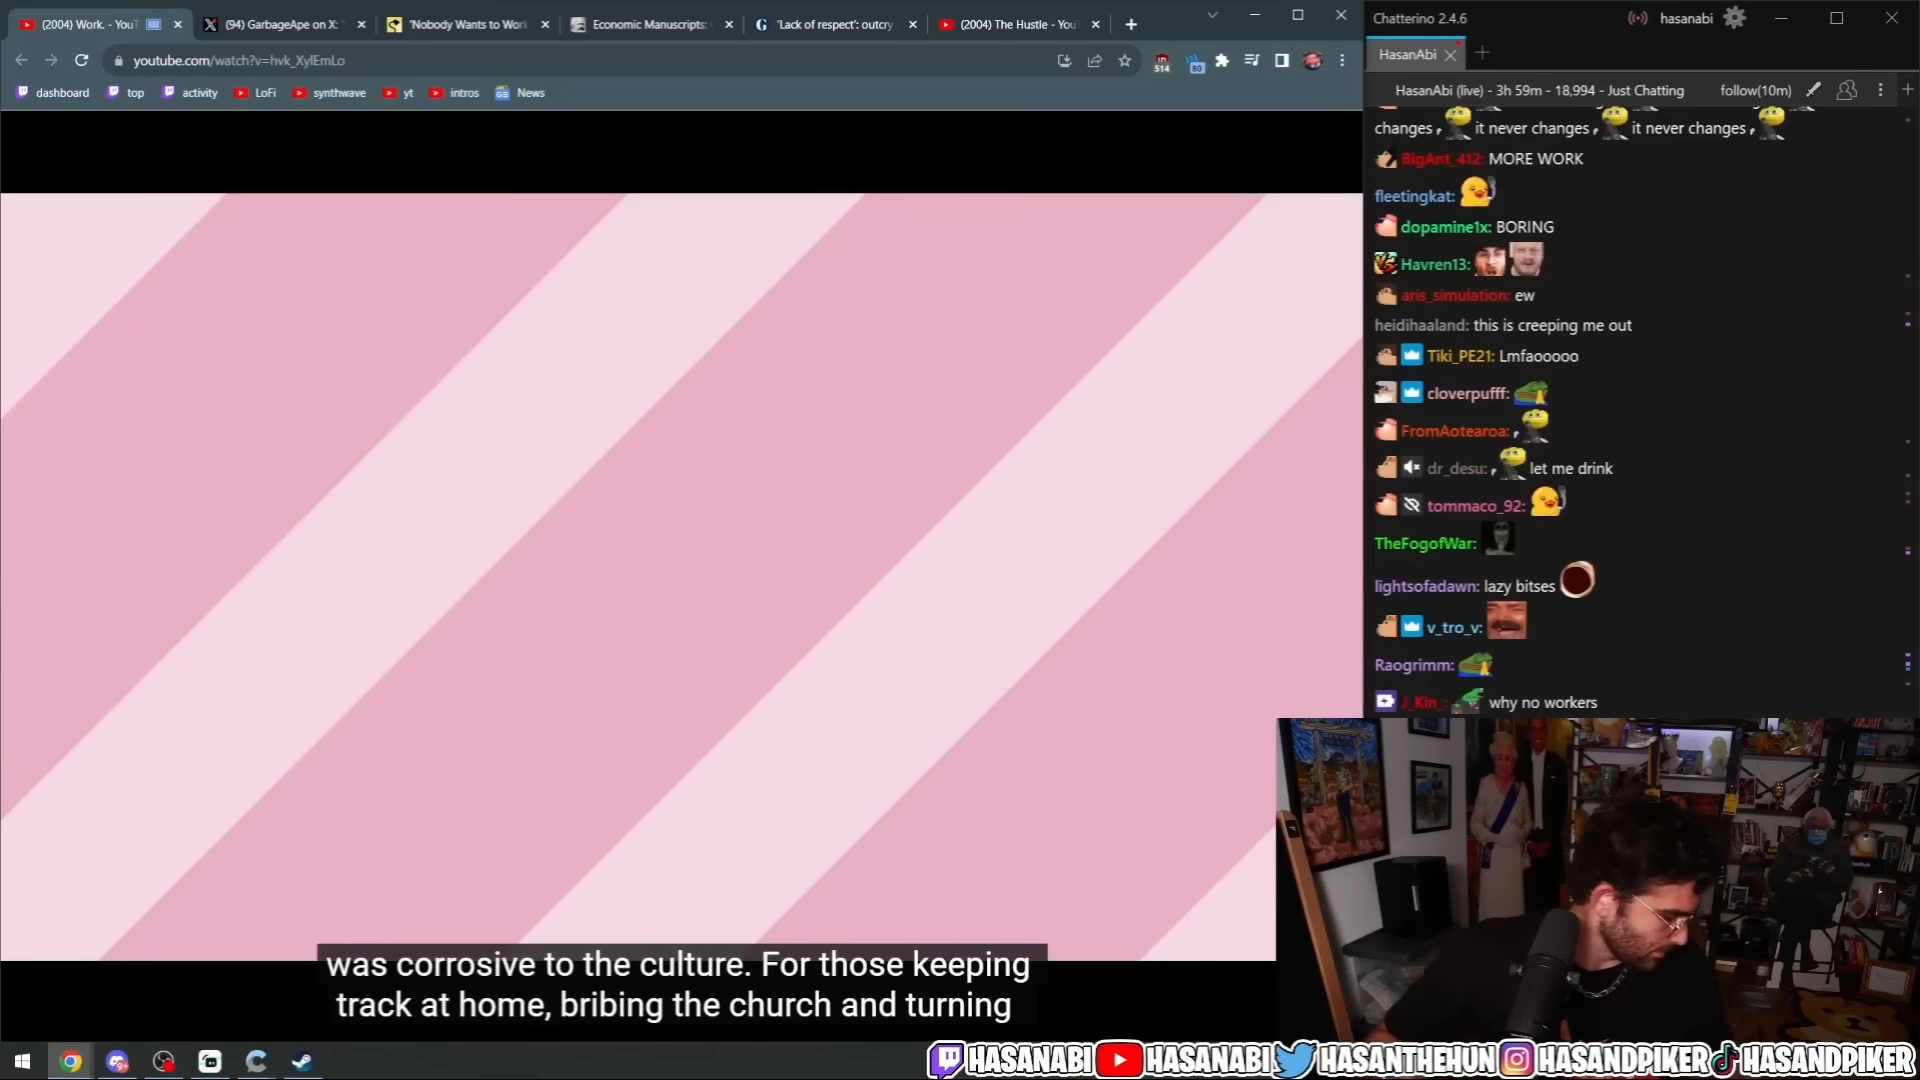 (2004) Work. - YouT
(94) GarbageApe on X: "
"Nobody Wants to Work
Economic Manuscripts:
'Lack of respect': outcry
(2004) The Hustle - YouT
youtube.com/watch?v=hvk_XylEmLo
514
80
dashboard
top
activity
LoFi
synthwave
yt
intros
News
was corrosive to the culture. For those keeping
track at home, bribing the church and turning
Chatterino 2.4.6
hasanabi
HasanAbi
HasanAbi (live) - 3h 59m - 18,994 - Just Chatting
follow(10m)
changes, it never changes, it never changes,
BigAnt_412: MORE WORK
fleetingkat:
dopamine1x: BORING
Havren13:
aris_simulation: ew
heidihaaland: this is creeping me out
Tiki_PE21: Lmfaooooo
cloverpufff:
FromAotearoa: ,
dr_desu: , let me drink
tommaco_92:
TheFogofWar:
lightsofadawn: lazy bitses
v_tro_v:
Raogrimm:
J_Kin_: why no workers
HASANABI
HASANABI
HASANTHEHUN
HASANDPIKER
HASANDPIKER